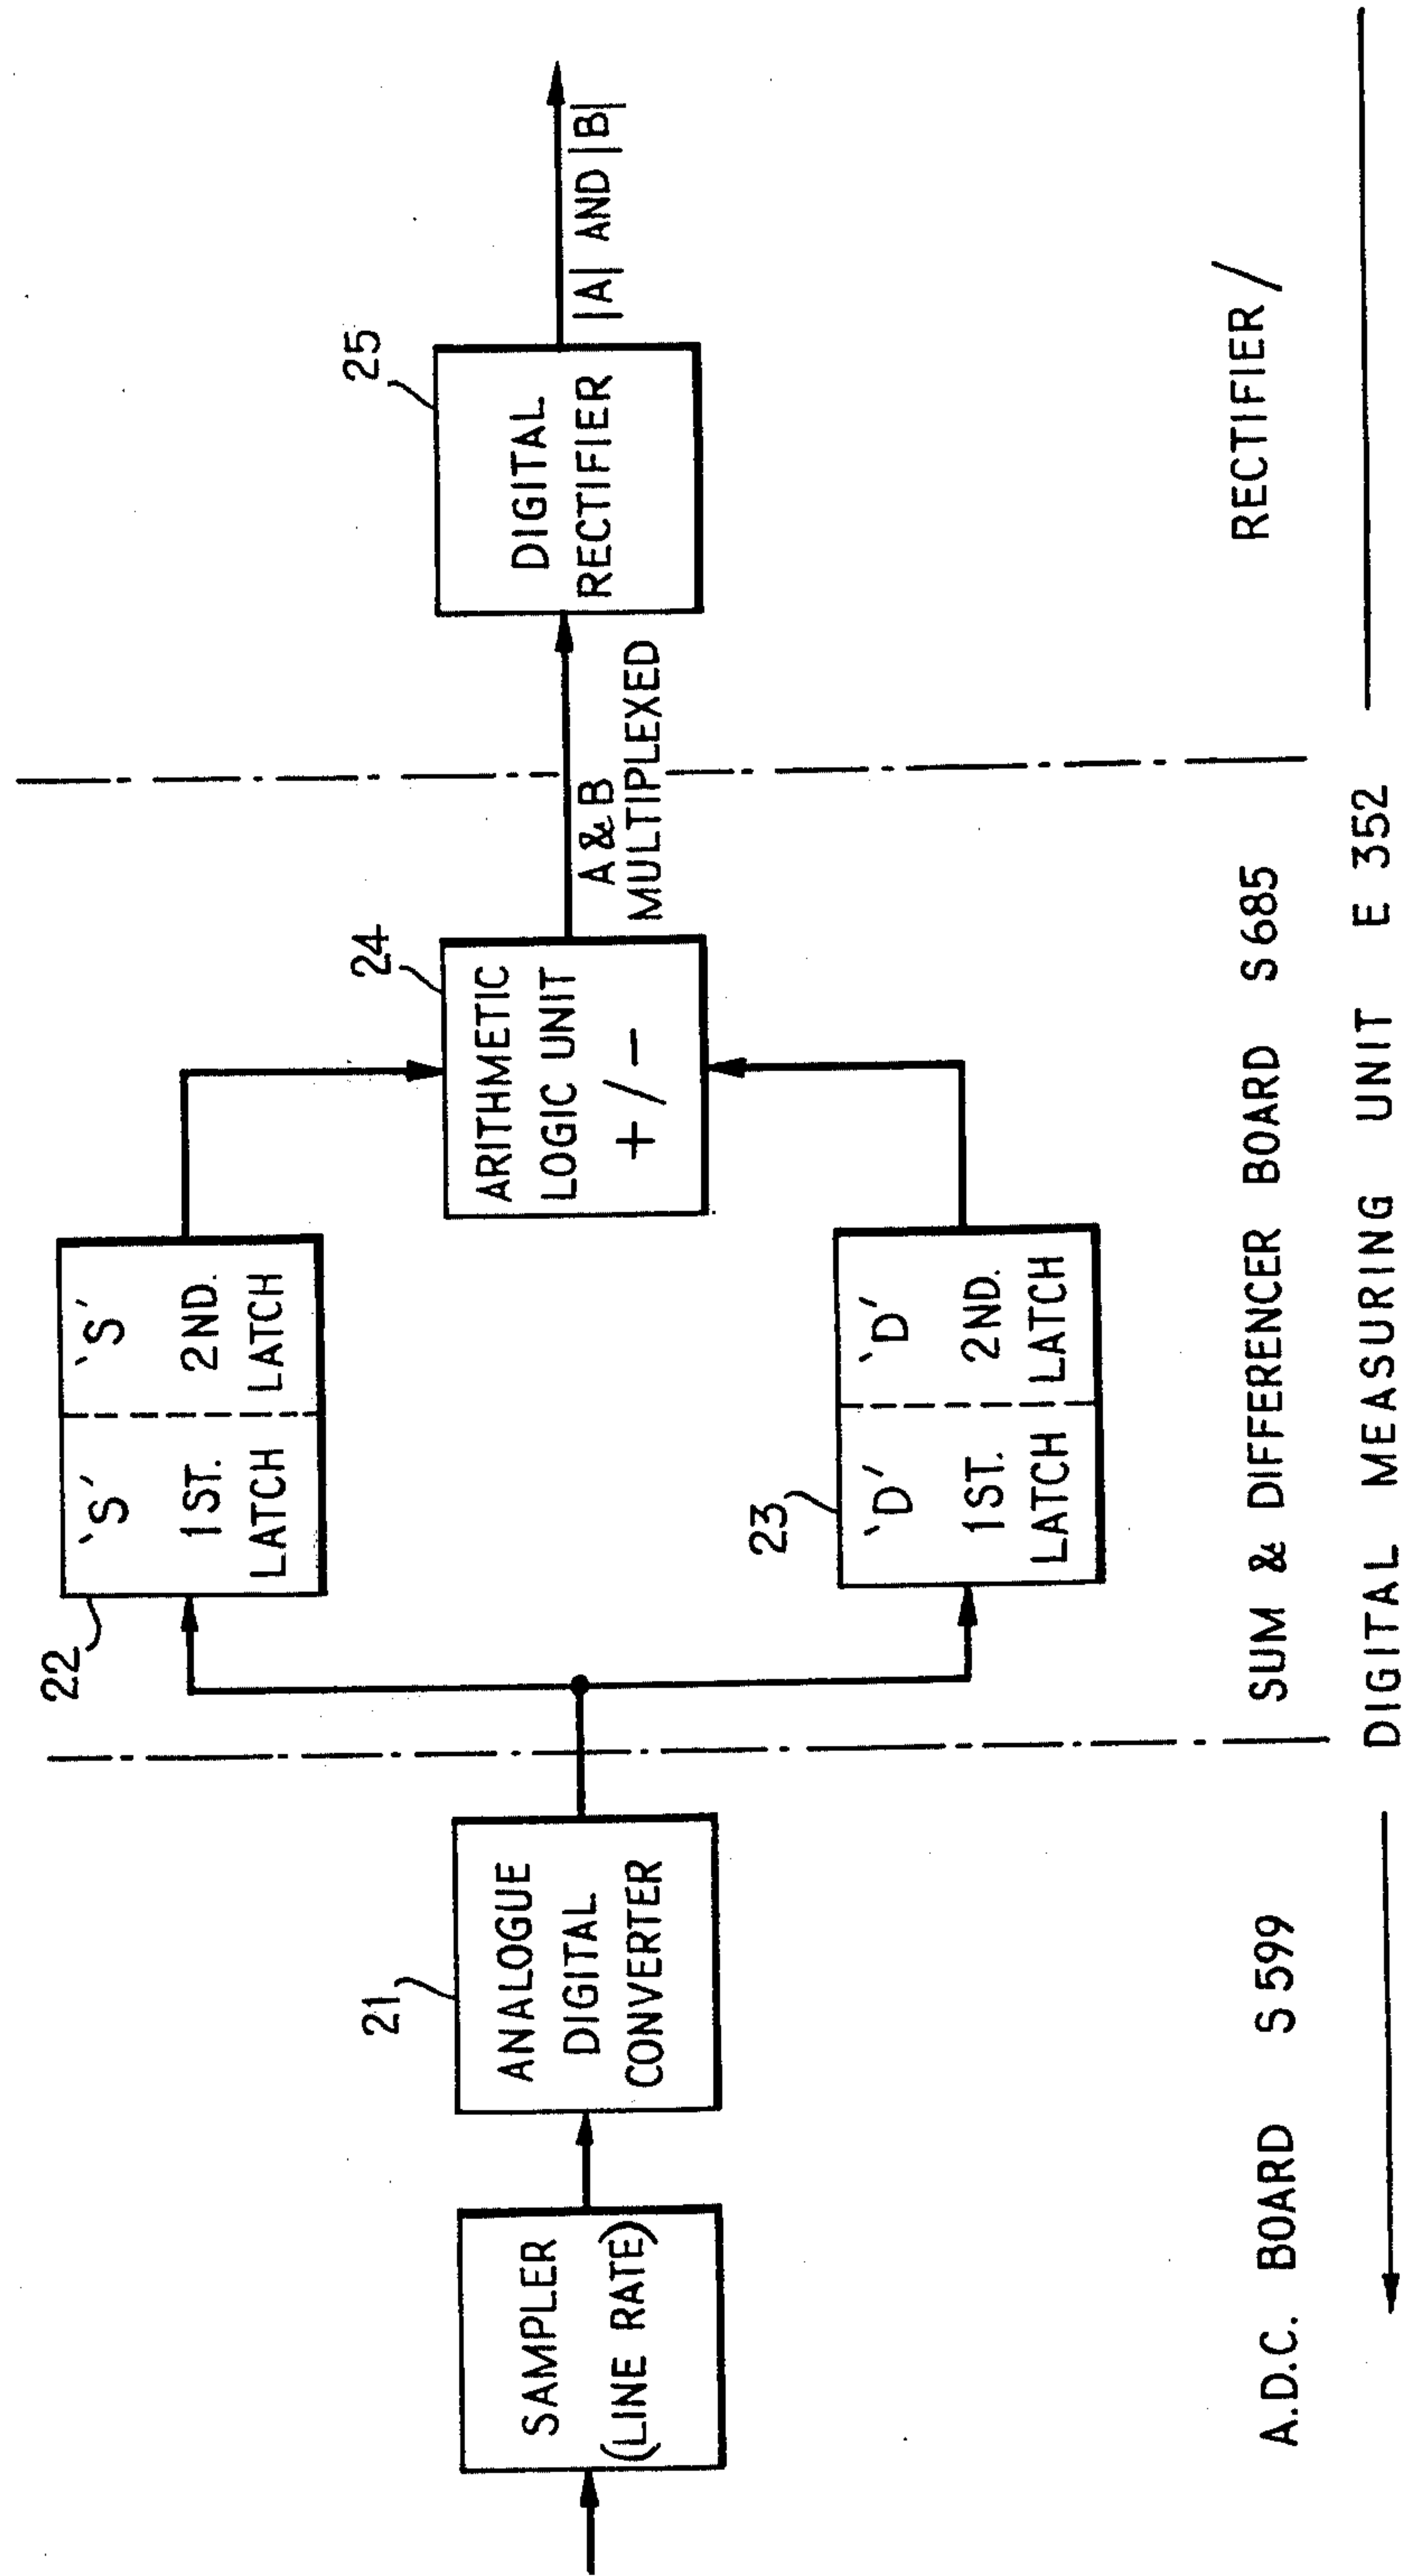 22
`S' `S'
1ST. 2ND.
LATCH LATCH
SAMPLER
(LINE RATE)
21
ANALOGUE
DIGITAL
CONVERTER
24
ARITHMETIC
LOGIC UNIT
+/-
A & B
MULTIPLEXED
25
DIGITAL
RECTIFIER
|A| AND |B|
23
`D' `D'
1ST. 2ND.
LATCH LATCH
A.D.C. BOARD S 599
SUM & DIFFERENCER BOARD S 685
RECTIFIER /
DIGITAL MEASURING UNIT E 352